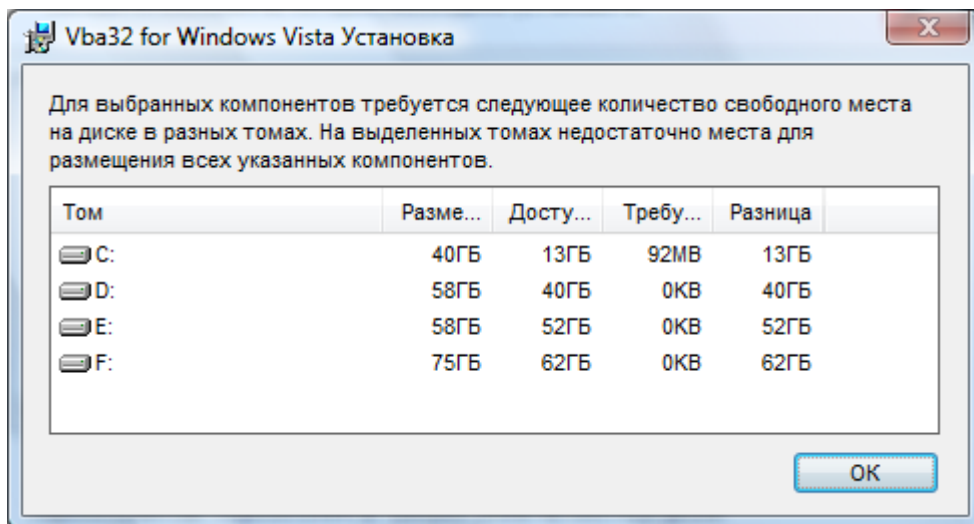 Vba32 for Windows Vista Установка
Для выбранных компонентов требуется следующее количество свободного места
на диске в разных томах. На выделенных томах недостаточно места для
размещения всех указанных компонентов.
Том Разме... Досту... Требу... Разница
C: 40ГБ 13ГБ 92MB 13ГБ
D: 58ГБ 40ГБ 0KB 40ГБ
E: 58ГБ 52ГБ 0KB 52ГБ
F: 75ГБ 62ГБ 0KB 62ГБ
ОК